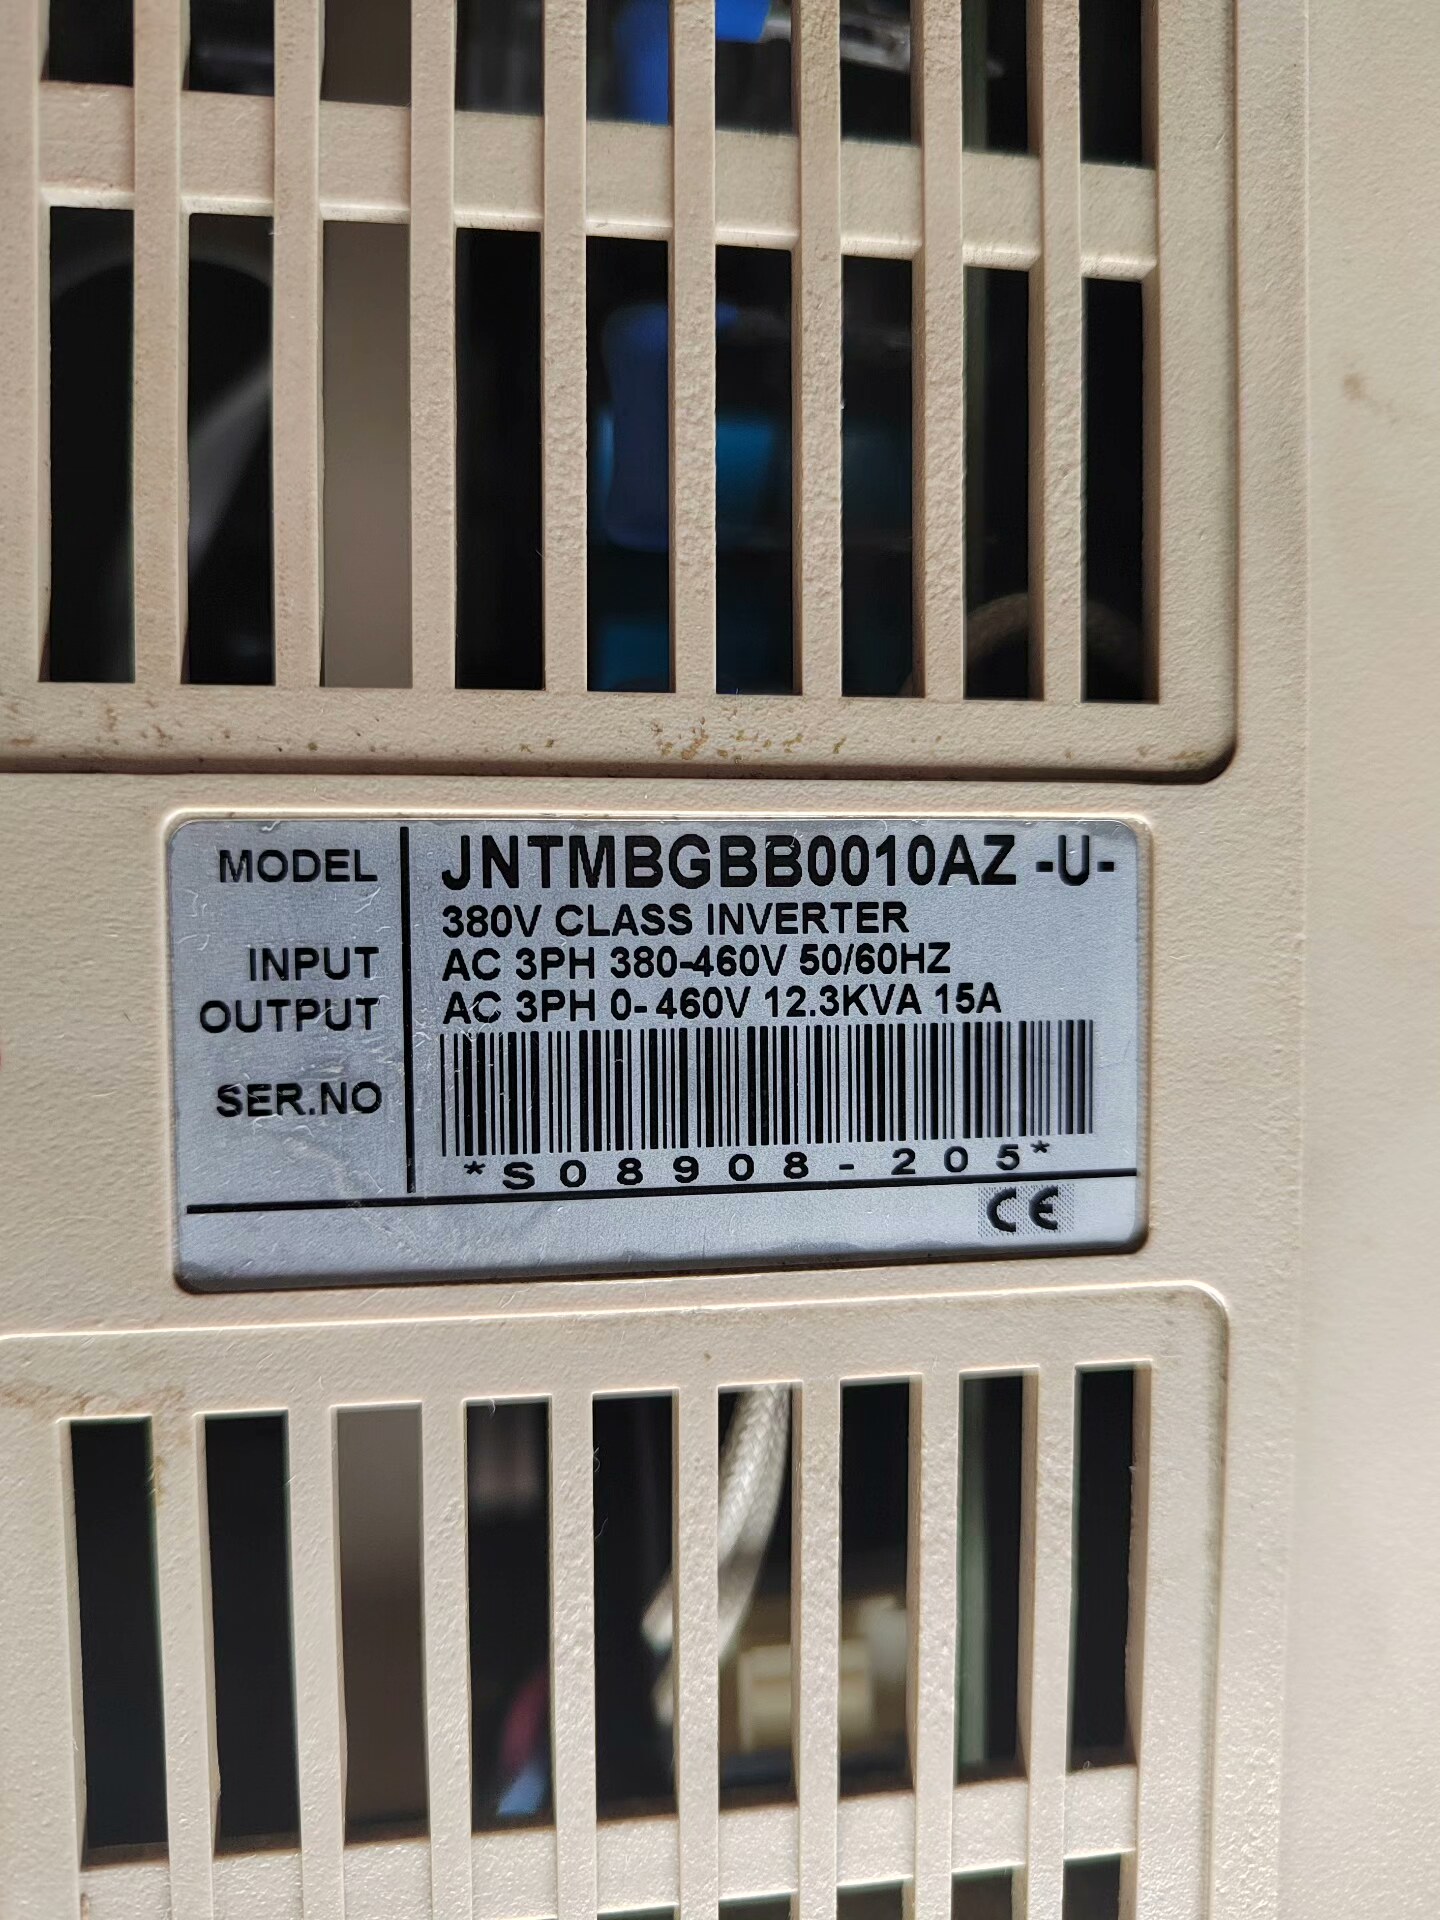 MODEL JNTMBGBB0010AZ -U-
380V CLASS INVERTER
INPUT AC 3PH 380-460V 50/60HZ
OUTPUT AC 3PH 0-460V 12.3KVA 15A
SER.NO
*S08908-205*
CE